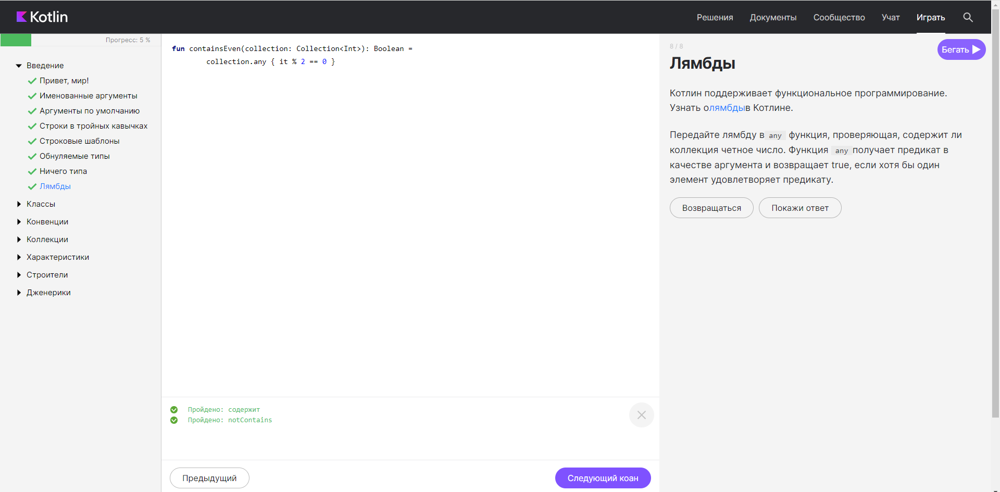 Kotlin
Решения
Документы
Сообщество
Учат
Играть
Прогресс: 5 %
Введение
Привет, мир!
Именованные аргументы
Аргументы по умолчанию
Строки в тройных кавычках
Строковые шаблоны
Обнуляемые типы
Ничего типа
Лямбды
Классы
Конвенции
Коллекции
Характеристики
Строители
Дженерики
fun containsEven(collection: Collection<Int>): Boolean =
collection.any { it % 2 == 0 }
Пройдено: содержит
Пройдено: notContains
Предыдущий
Следующий коан
8 / 8
Бегать
Лямбды
Котлин поддерживает функциональное программирование.
Узнать олямбдыв Котлине.
Передайте лямбду в any функция, проверяющая, содержит ли
коллекция четное число. Функция any получает предикат в
качестве аргумента и возвращает true, если хотя бы один
элемент удовлетворяет предикату.
Возвращаться
Покажи ответ